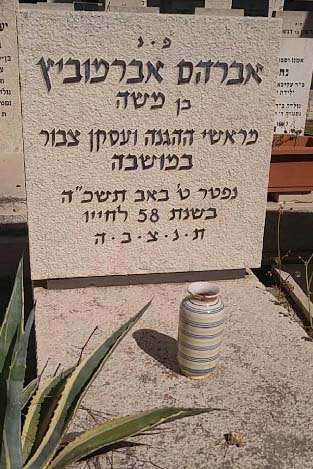 פ · נ
אברהם אברמוביץ
בן משה
מראשי ההגנה ועסקן צבור
במושבה
נפטר ט' באב תשכ"ה
בשנת 58 לחייו
ת · נ · צ · ב · ה